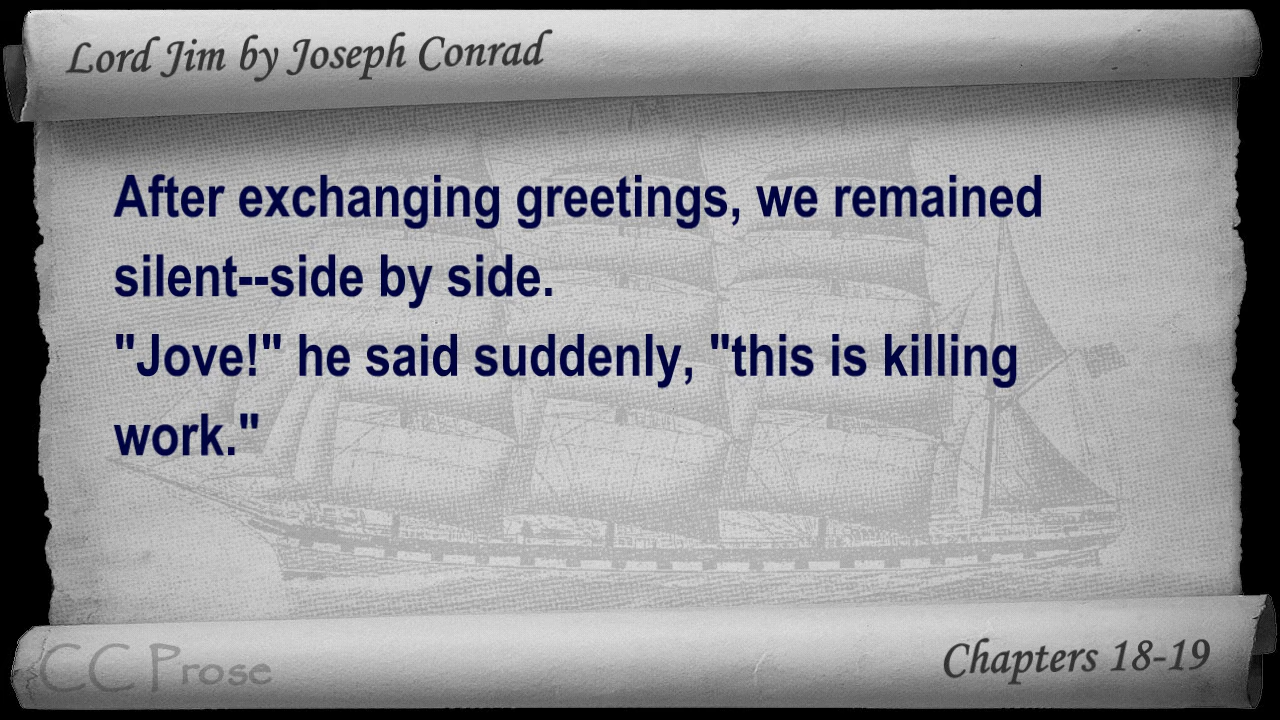 Lord Jim by Joseph Conrad
After exchanging greetings, we remained
silent--side by side.
"Jove!" he said suddenly, "this is killing
work."
CC Prose
Chapters 18-19